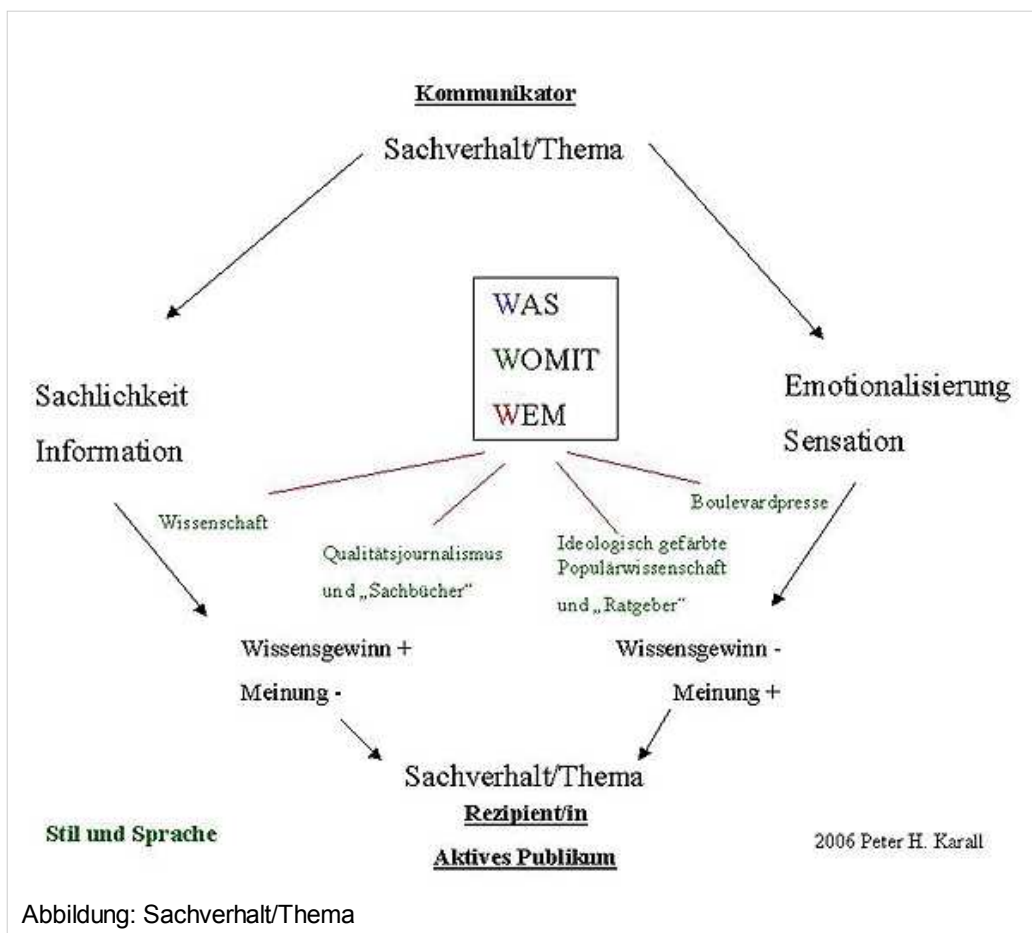 Kommunikator
Sachverhalt/Thema
WAS
WOMIT
WEM
Sachlichkeit
Information
Emotionalisierung
Sensation
Wissenschaft
Qualitätsjournalismus
und „Sachbücher“
Ideologisch gefärbte
Populärwissenschaft
und „Ratgeber“
Boulevardpresse
Wissensgewinn +
Meinung -
Wissensgewinn -
Meinung +
Sachverhalt/Thema
Rezipient/in
Aktives Publikum
Stil und Sprache
2006 Peter H. Karall
Abbildung: Sachverhalt/Thema